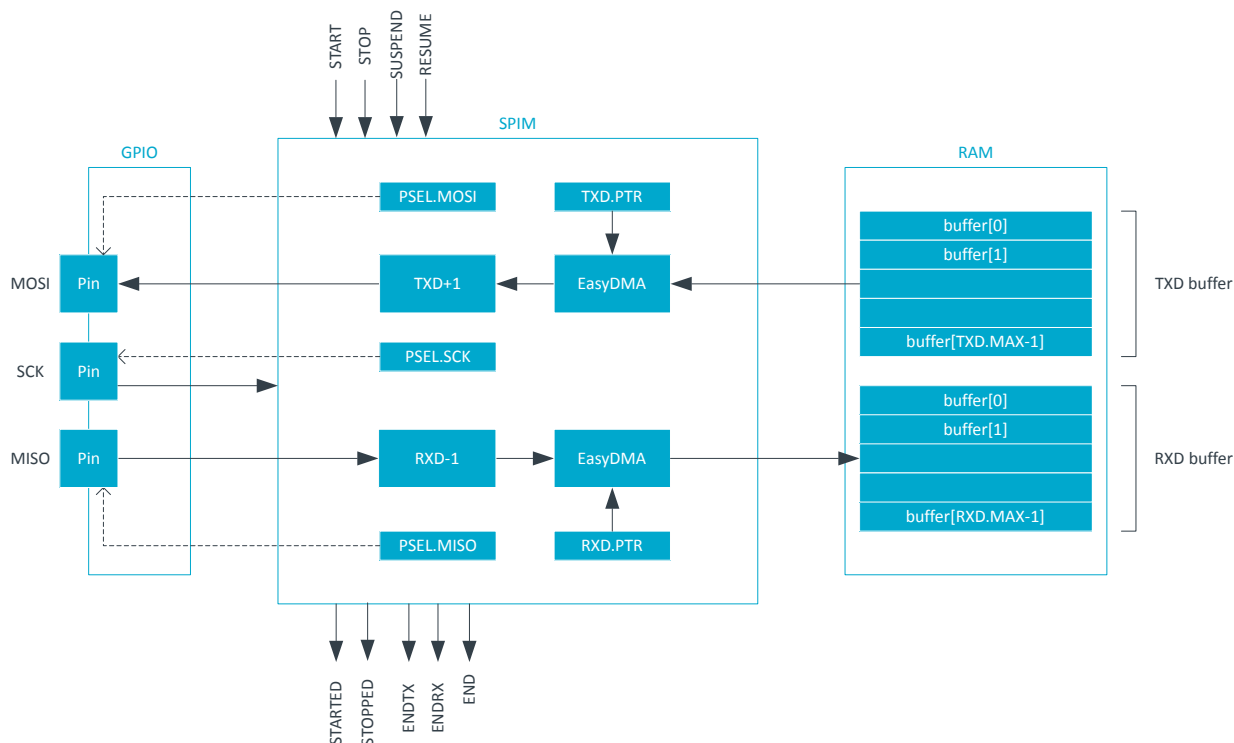 START
STOP
SUSPEND
RESUME
SPIM
GPIO
RAM
PSEL.MOSI
TXD.PTR
buffer[0]
buffer[1]
MOSI
Pin
TXD+1
EasyDMA
TXD buffer
buffer[TXD.MAX-1]
PSEL.SCK
SCK
Pin
buffer[0]
buffer[1]
MISO
Pin
RXD-1
EasyDMA
RXD buffer
buffer[RXD.MAX-1]
PSEL.MISO
RXD.PTR
STARTED
STOPPED
ENDTX
ENDRX
END